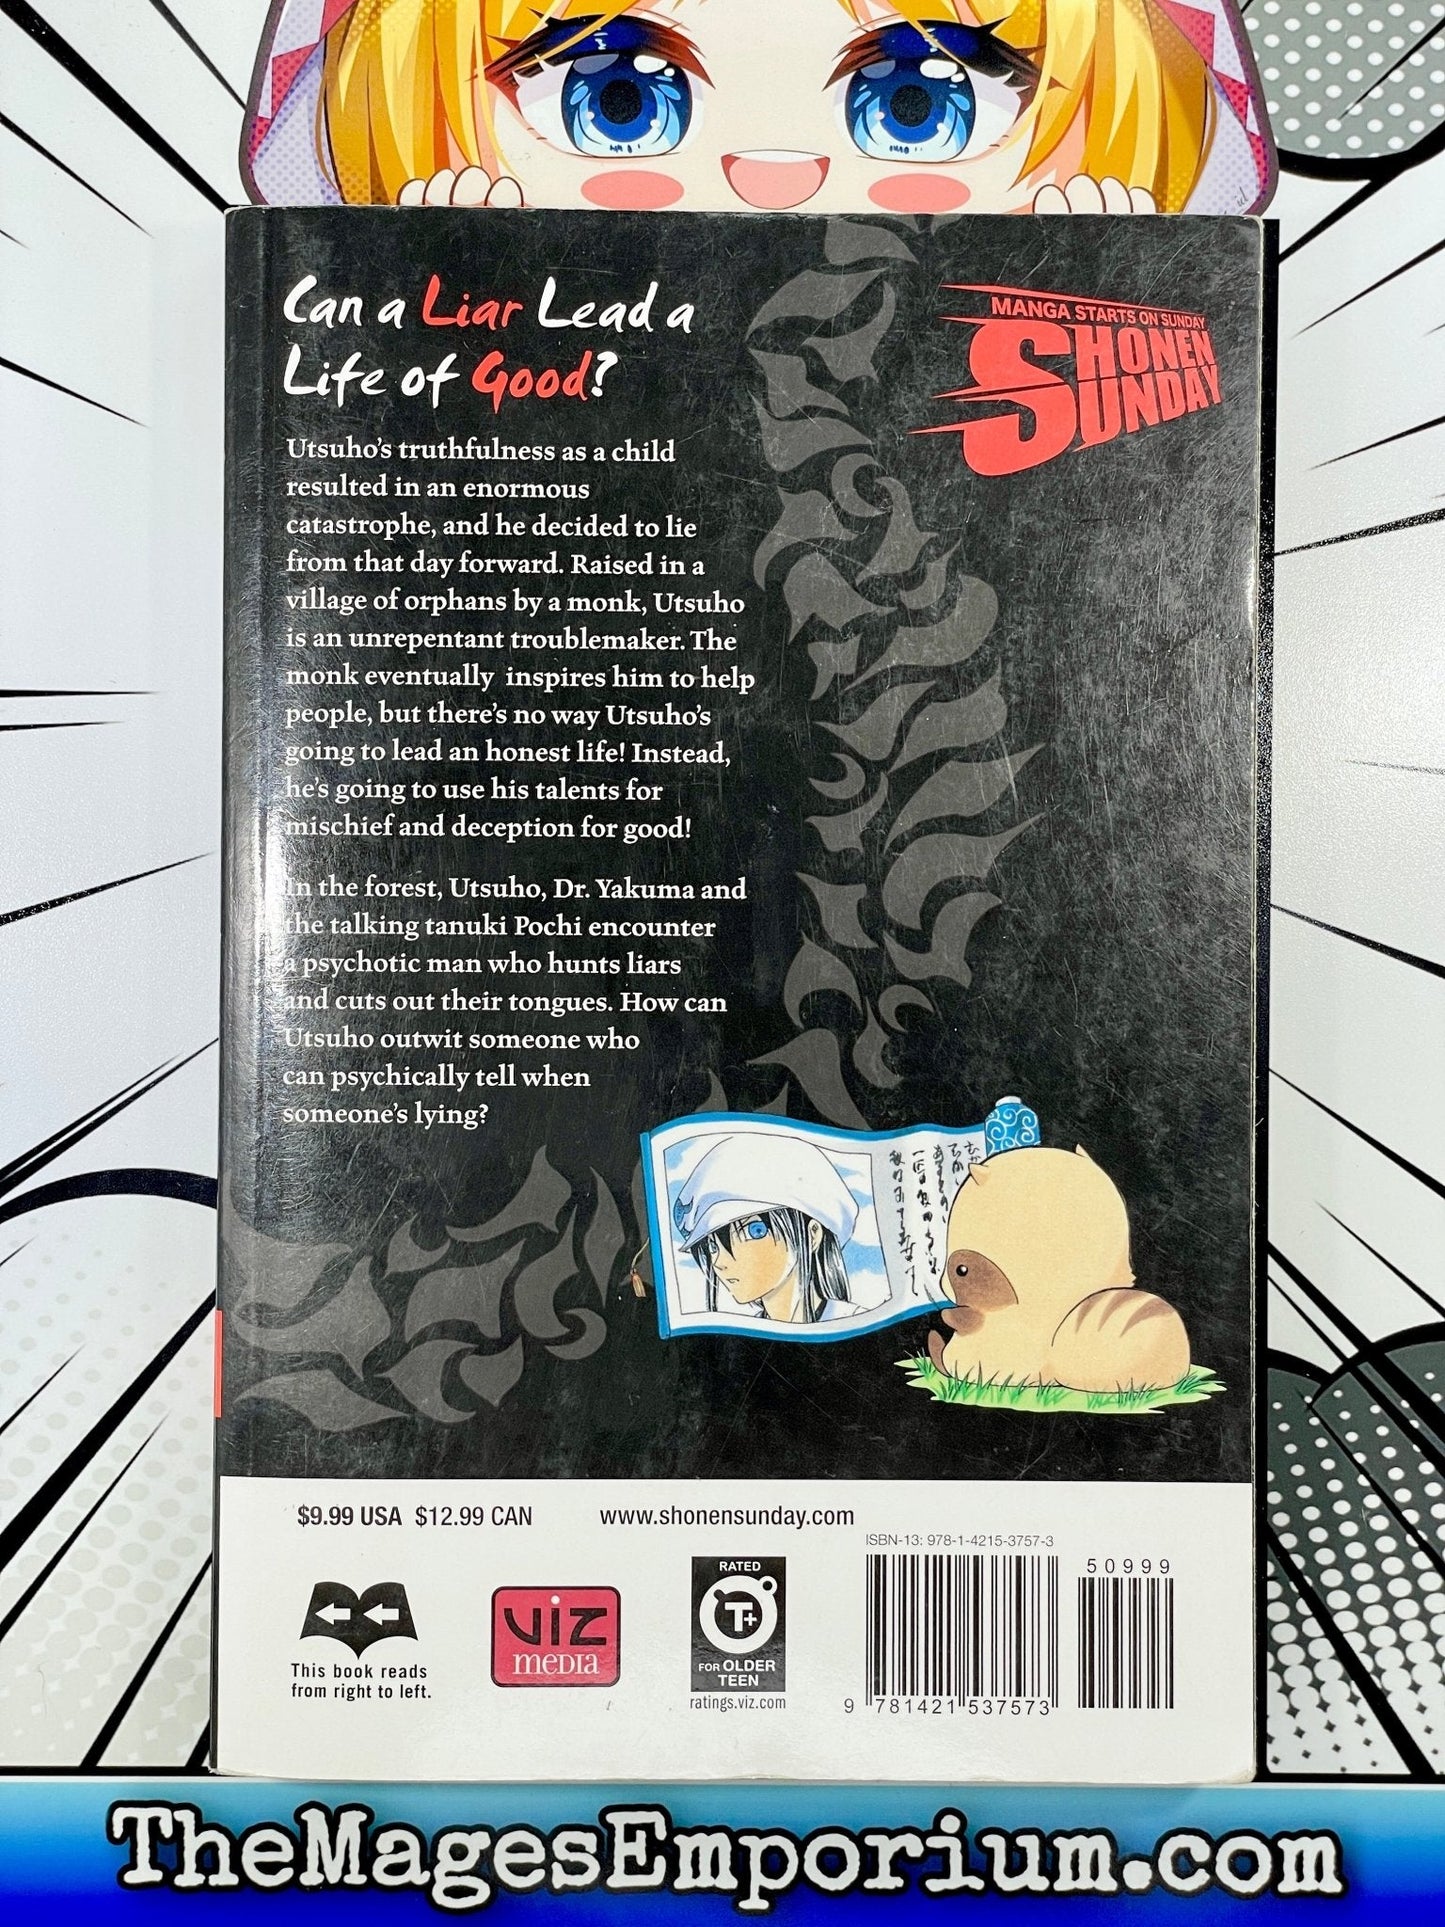 Can a Liar Lead a
Life of Good?
MANGA STARTS ON SUNDAY
SHONEN
SUNDAY
Utsuho's truthfulness as a child
resulted in an enormous
catastrophe, and he decided to lie
from that day forward. Raised in a
village of orphans by a monk, Utsuho
is an unrepentant troublemaker. The
monk eventually inspires him to help
people, but there's no way Utsuho's
going to lead an honest life! Instead,
he's going to use his talents for
mischief and deception for good!
In the forest, Utsuho, Dr. Yakuma and
the talking tanuki Pochi encounter
a psychotic man who hunts liars
and cuts out their tongues. How can
Utsuho outwit someone who
can psychically tell when
someone's lying?
$9.99 USA $12.99 CAN
www.shonensunday.com
ISBN-13: 978-1-4215-3757-3
50999
9 781421 537573
This book reads
from right to left.
VIZ
MEDIA
RATED
T+
FOR OLDER
TEEN
ratings.viz.com
TheMagesEmporium.com